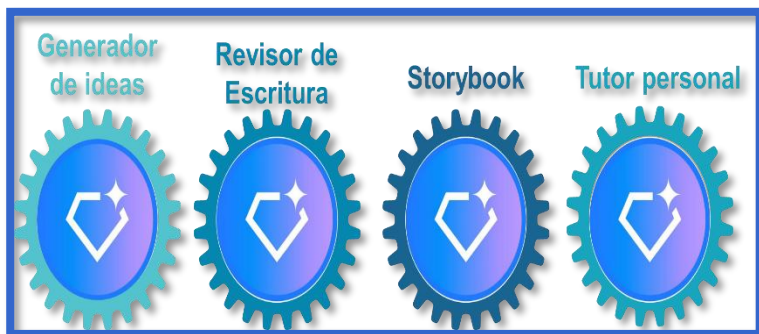 Generador
de ideas
Revisor de
Escritura
Storybook
Tutor personal